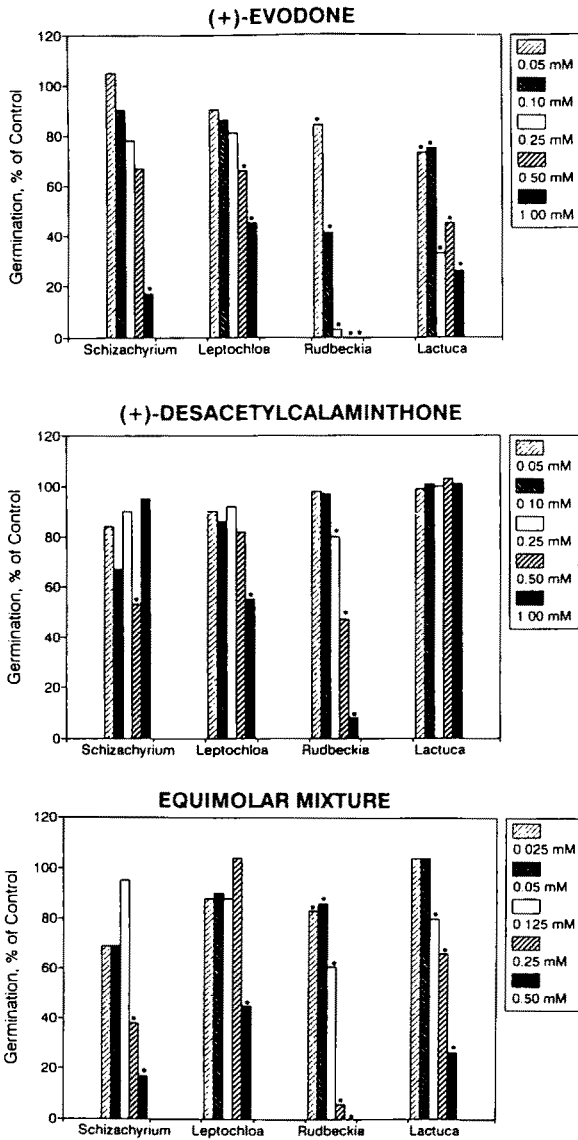 (+)-EVODONE
Germination, % of Control
120
100
80
60
40
20
0
Schizachyrium Leptochloa Rudbeckia Lactuca
0.05 mM
0.10 mM
0.25 mM
0.50 mM
1 00 mM
(+)-DESACETYLCALAMINTHONE
Germination, % of Control
120
100
80
60
40
20
0
Schizachyrium Leptochloa Rudbeckia Lactuca
0.05 mM
0.10 mM
0.25 mM
0.50 mM
1 00 mM
EQUIMOLAR MIXTURE
Germination, % of Control
120
100
80
60
40
20
0
Schizachyrium Leptochloa Rudbeckia Lactuca
0 025 mM
0.05 mM
0 125 mM
0.25 mM
0.50 mM